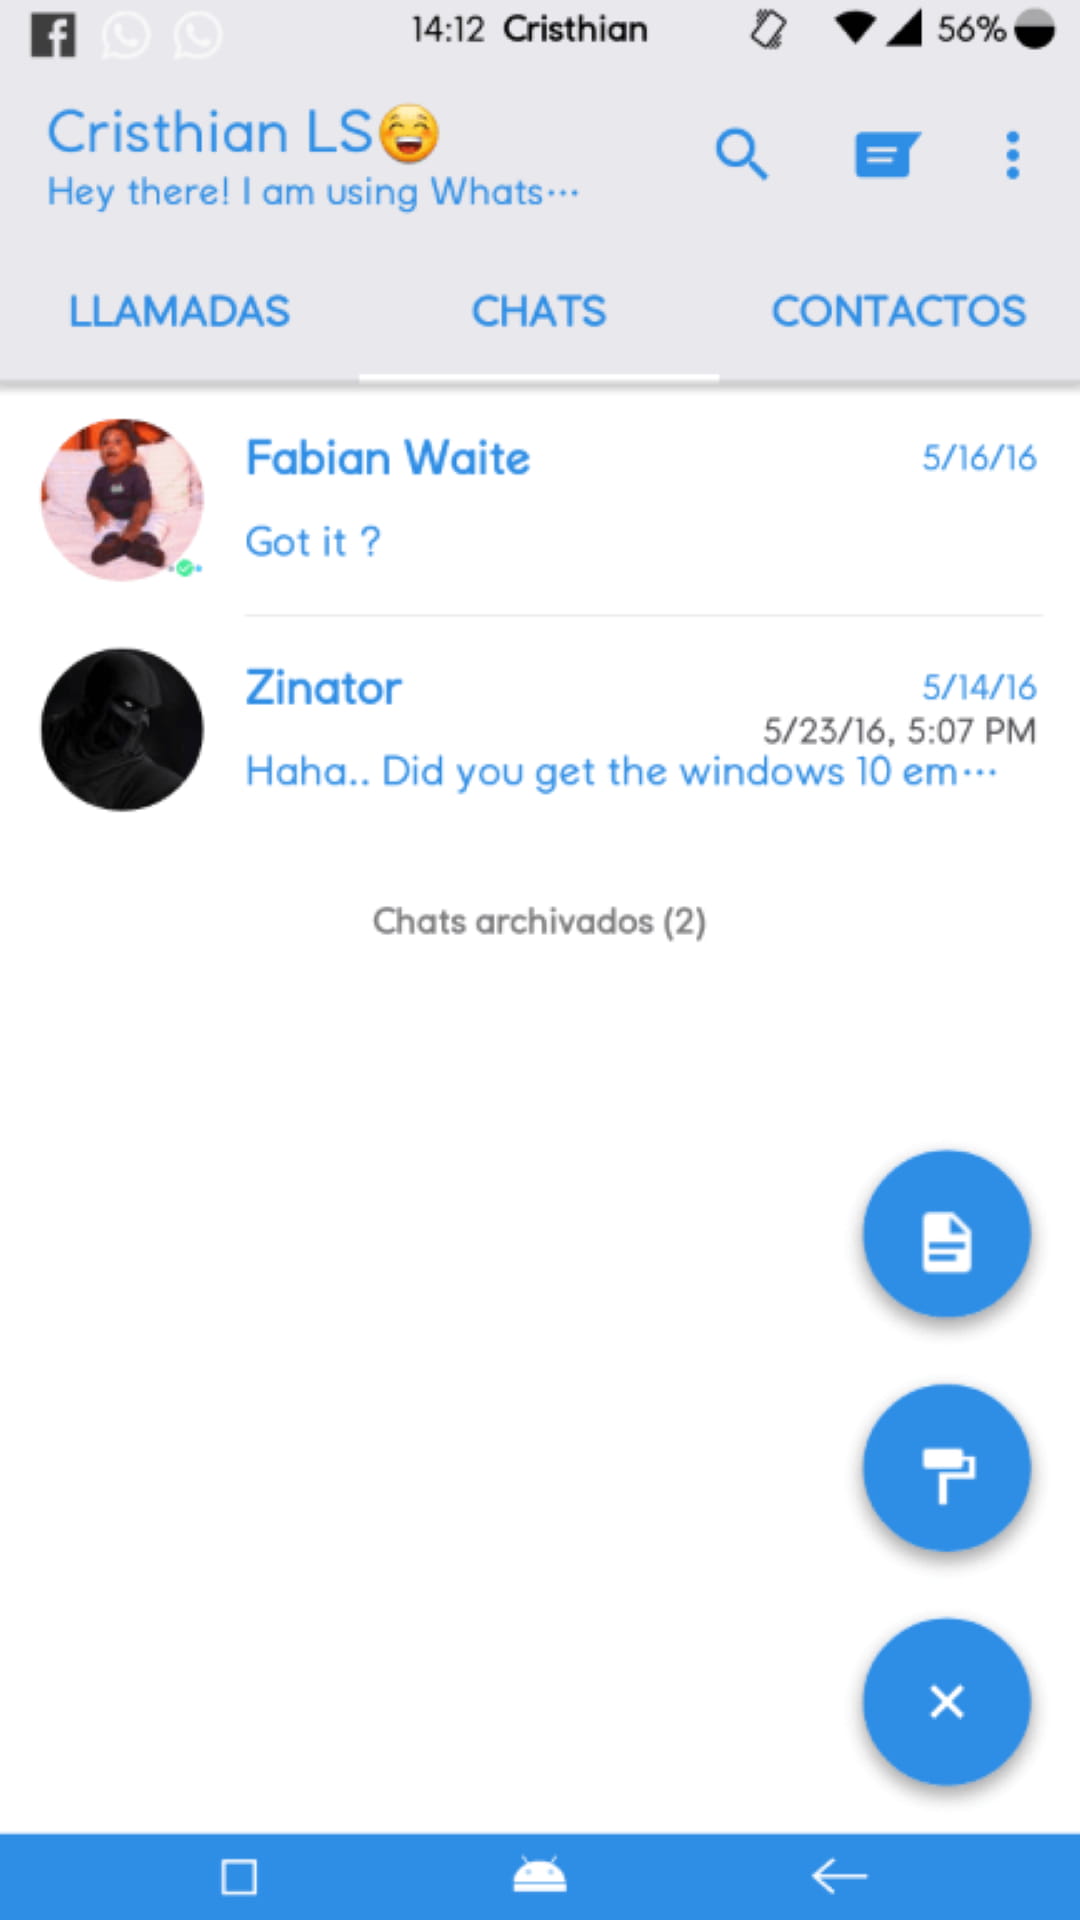 14:12 Cristhian 56%
Cristhian LS😁
Hey there! I am using Whats···
LLAMADAS CHATS CONTACTOS
Fabian Waite 5/16/16
Got it ?
Zinator 5/14/16
5/23/16, 5:07 PM
Haha.. Did you get the windows 10 em···
Chats archivados (2)